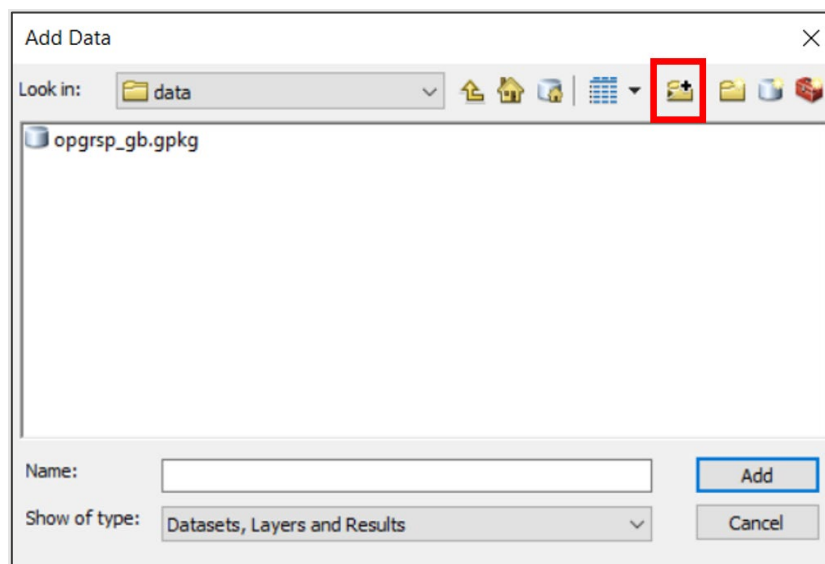 Add Data
Look in: data
opgrsp_gb.gpkg
Name: Add
Show of type: Datasets, Layers and Results Cancel